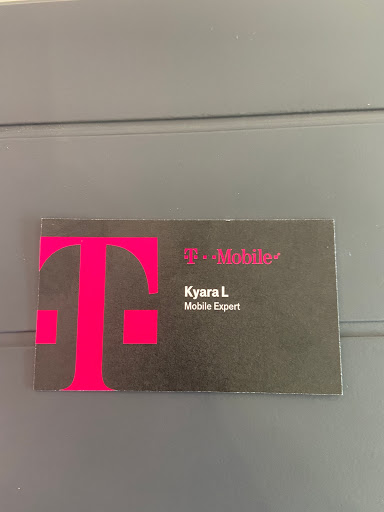 T
T··Mobile·
Kyara L
Mobile Expert